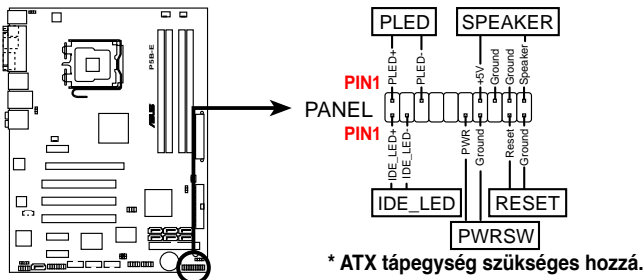 P5B-E
/SUS
PLED
SPEAKER
PLED+
PLED-
+5V
Ground
Ground
Speaker
PIN1
PANEL
PIN1
IDE_LED+
IDE_LED-
PWR
Ground
Reset
Ground
IDE_LED
RESET
PWRSW
* ATX tápegység szükséges hozzá.